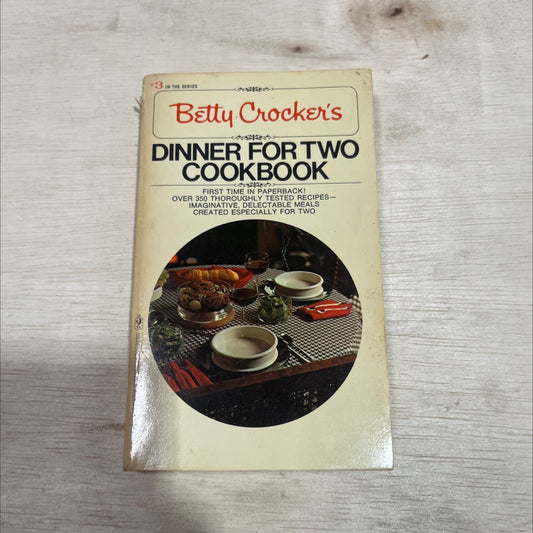 #3 IN THE SERIES
Betty Crocker's
DINNER FOR TWO
COOKBOOK
FIRST TIME IN PAPERBACK!
OVER 350 THOROUGHLY TESTED RECIPES—
IMAGINATIVE, DELECTABLE MEALS
CREATED ESPECIALLY FOR TWO